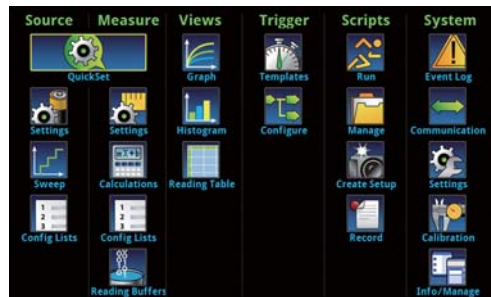 Source Measure Views Trigger Scripts System
QuickSet Graph Templates Run Event Log
Settings Settings Histogram Configure Manage Communication
Sweep Calculations Reading Table Create Setup Settings
Config Lists Config Lists Record Calibration
Reading Buffers Info/Manage